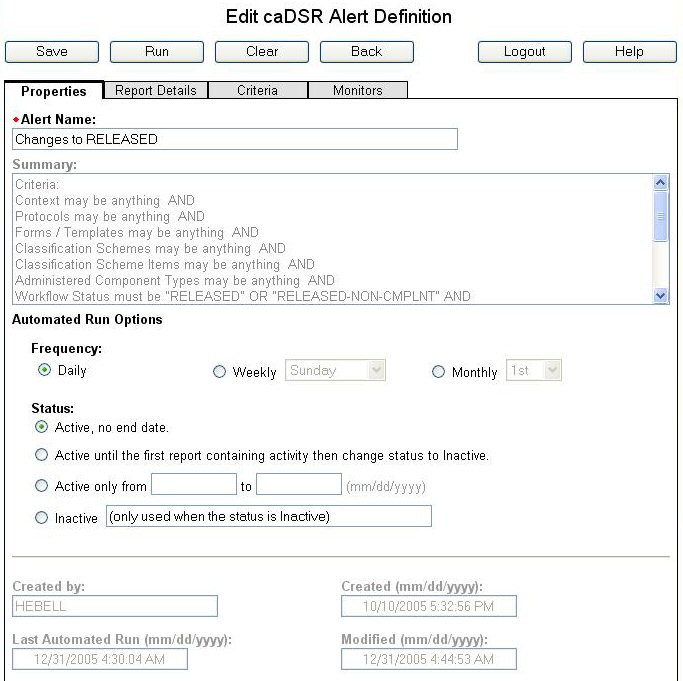 Edit caDSR Alert Definition
Save Run Clear Back Logout Help
Properties Report Details Criteria Monitors
Alert Name:
Changes to RELEASED
Summary:
Criteria:
Context may be anything AND
Protocols may be anything AND
Forms / Templates may be anything AND
Classification Schemes may be anything AND
Classification Scheme Items may be anything AND
Administered Component Types may be anything AND
Workflow Status must be "RELEASED" OR "RELEASED-NON-CMPLNT" AND
Automated Run Options
Frequency:
Daily Weekly Sunday Monthly 1st
Status:
Active, no end date.
Active until the first report containing activity then change status to Inactive.
Active only from to (mm/dd/yyyy)
Inactive (only used when the status is Inactive)
Created by: Created (mm/dd/yyyy):
HEBELL 10/10/2005 5:32:56 PM
Last Automated Run (mm/dd/yyyy): Modified (mm/dd/yyyy):
12/31/2005 4:30:04 AM 12/31/2005 4:44:53 AM